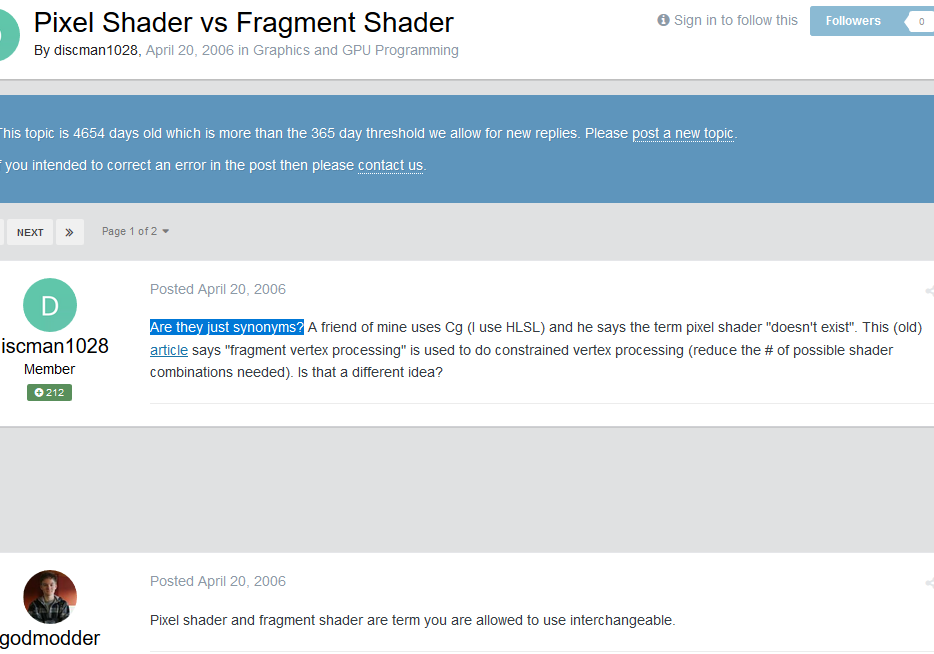 Pixel Shader vs Fragment Shader
By discman1028, April 20, 2006 in Graphics and GPU Programming
Sign in to follow this
Followers
0
This topic is 4654 days old which is more than the 365 day threshold we allow for new replies. Please post a new topic.
f you intended to correct an error in the post then please contact us.
NEXT
Page 1 of 2
D
iscman1028
Member
212
Posted April 20, 2006
Are they just synonyms? A friend of mine uses Cg (I use HLSL) and he says the term pixel shader "doesn't exist". This (old)
article says "fragment vertex processing" is used to do constrained vertex processing (reduce the # of possible shader
combinations needed). Is that a different idea?
godmodder
Posted April 20, 2006
Pixel shader and fragment shader are term you are allowed to use interchangeable.